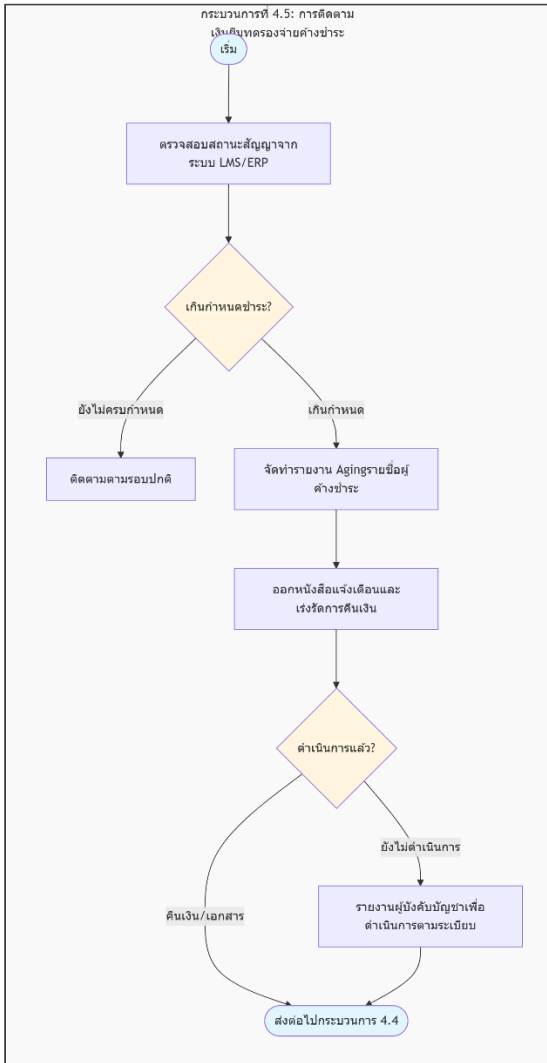 กระบวนการที่ 4.5: การติดตาม
เงินยืมทดรองจ่ายค้างชำระ
เริ่ม
ตรวจสอบสถานะสัญญาจาก
ระบบ LMS/ERP
เกินกำหนดชำระ?
ยังไม่ครบกำหนด
เกินกำหนด
ติดตามตามรอบปกติ
จัดทำรายงาน Agingรายชื่อผู้
ค้างชำระ
ออกหนังสือแจ้งเตือนและ
เร่งรัดการคืนเงิน
ดำเนินการแล้ว?
ยังไม่ดำเนินการ
คืนเงิน/เอกสาร
รายงานผู้บังคับบัญชาเพื่อ
ดำเนินการตามระเบียบ
ส่งต่อไปกระบวนการ 4.4